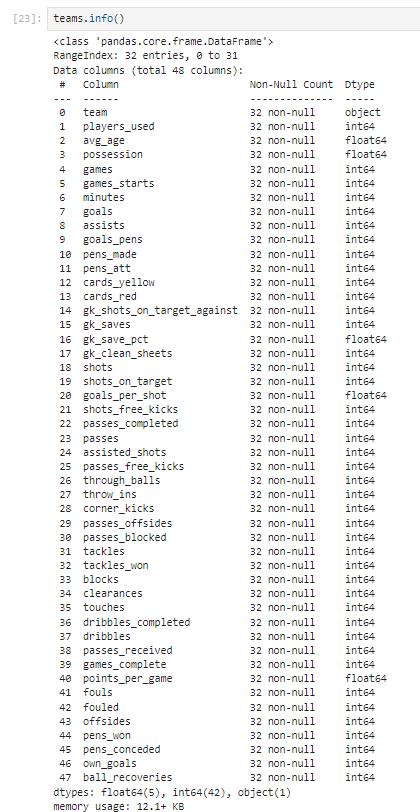 [23]: teams.info()
<class 'pandas.core.frame.DataFrame'>
RangeIndex: 32 entries, 0 to 31
Data columns (total 48 columns):
# Column Non-Null Count Dtype
--- ------ -------------- -----
0 team 32 non-null object
1 players_used 32 non-null int64
2 avg_age 32 non-null float64
3 possession 32 non-null float64
4 games 32 non-null int64
5 games_starts 32 non-null int64
6 minutes 32 non-null int64
7 goals 32 non-null int64
8 assists 32 non-null int64
9 goals_pens 32 non-null int64
10 pens_made 32 non-null int64
11 pens_att 32 non-null int64
12 cards_yellow 32 non-null int64
13 cards_red 32 non-null int64
14 gk_shots_on_target_against 32 non-null int64
15 gk_saves 32 non-null int64
16 gk_save_pct 32 non-null float64
17 gk_clean_sheets 32 non-null int64
18 shots 32 non-null int64
19 shots_on_target 32 non-null int64
20 goals_per_shot 32 non-null float64
21 shots_free_kicks 32 non-null int64
22 passes_completed 32 non-null int64
23 passes 32 non-null int64
24 assisted_shots 32 non-null int64
25 passes_free_kicks 32 non-null int64
26 through_balls 32 non-null int64
27 throw_ins 32 non-null int64
28 corner_kicks 32 non-null int64
29 passes_offsides 32 non-null int64
30 passes_blocked 32 non-null int64
31 tackles 32 non-null int64
32 tackles_won 32 non-null int64
33 blocks 32 non-null int64
34 clearances 32 non-null int64
35 touches 32 non-null int64
36 dribbles_completed 32 non-null int64
37 dribbles 32 non-null int64
38 passes_received 32 non-null int64
39 games_complete 32 non-null int64
40 points_per_game 32 non-null float64
41 fouls 32 non-null int64
42 fouled 32 non-null int64
43 offsides 32 non-null int64
44 pens_won 32 non-null int64
45 pens_conceded 32 non-null int64
46 own_goals 32 non-null int64
47 ball_recoveries 32 non-null int64
dtypes: float64(5), int64(42), object(1)
memory usage: 12.1+ KB